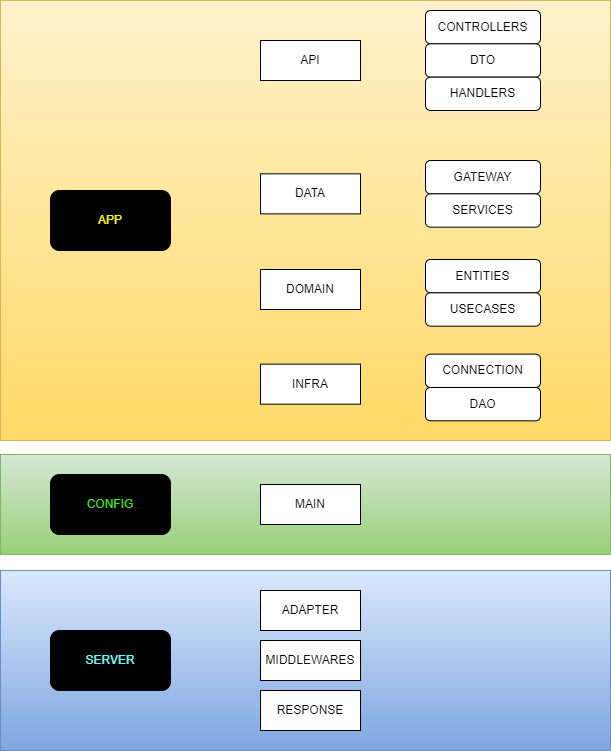 APP
API
CONTROLLERS
DTO
HANDLERS
DATA
GATEWAY
SERVICES
DOMAIN
ENTITIES
USECASES
INFRA
CONNECTION
DAO
CONFIG
MAIN
SERVER
ADAPTER
MIDDLEWARES
RESPONSE